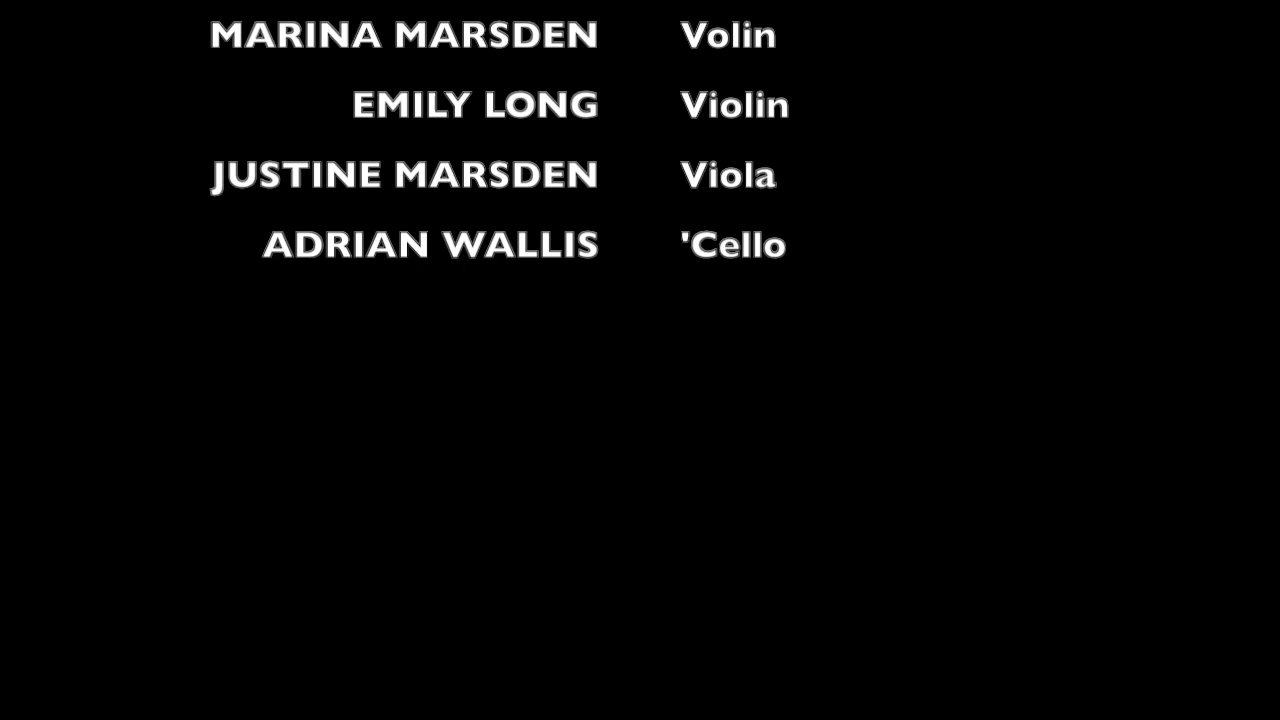 MARINA MARSDEN Volin
EMILY LONG Violin
JUSTINE MARSDEN Viola
ADRIAN WALLIS 'Cello